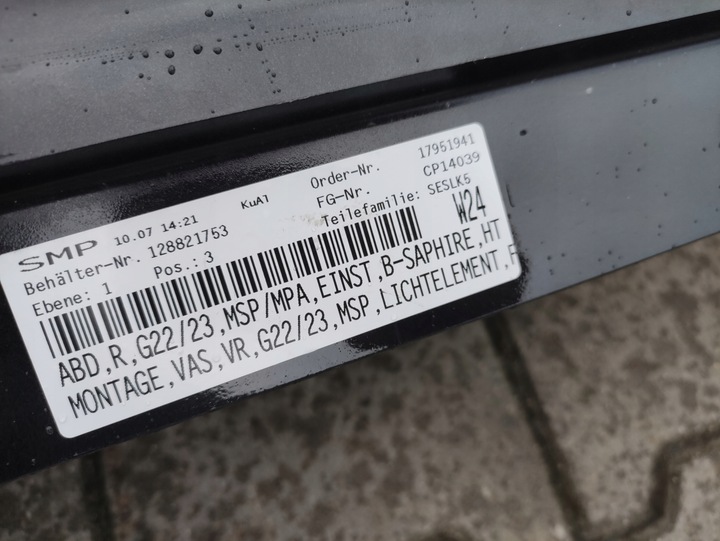 SMP 10.07 14:21 KuA1 Order-Nr. 17951941
Behälter-Nr. 128821753 FG-Nr. CP14039
Ebene: 1 Pos.: 3 Teilefamilie: SESLK5
W24
ABD,R,G22/23,MSP/MPA,EINST,B-SAPHIRE,HT
MONTAGE,VAS,VR,G22/23,MSP,LICHTELEMENT,F